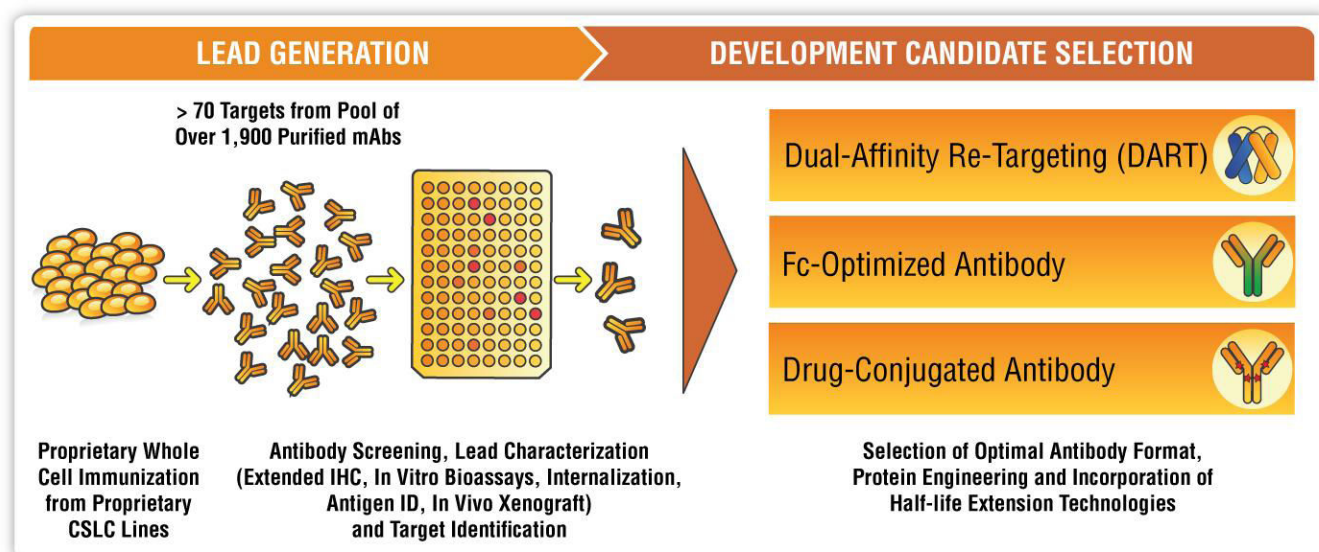 LEAD GENERATION
DEVELOPMENT CANDIDATE SELECTION
> 70 Targets from Pool of
Over 1,900 Purified mAbs
Dual-Affinity Re-Targeting (DART)
Fc-Optimized Antibody
Drug-Conjugated Antibody
Proprietary Whole
Cell Immunization
from Proprietary
CSLC Lines
Antibody Screening, Lead Characterization
(Extended IHC, In Vitro Bioassays, Internalization,
Antigen ID, In Vivo Xenograft)
and Target Identification
Selection of Optimal Antibody Format,
Protein Engineering and Incorporation of
Half-life Extension Technologies